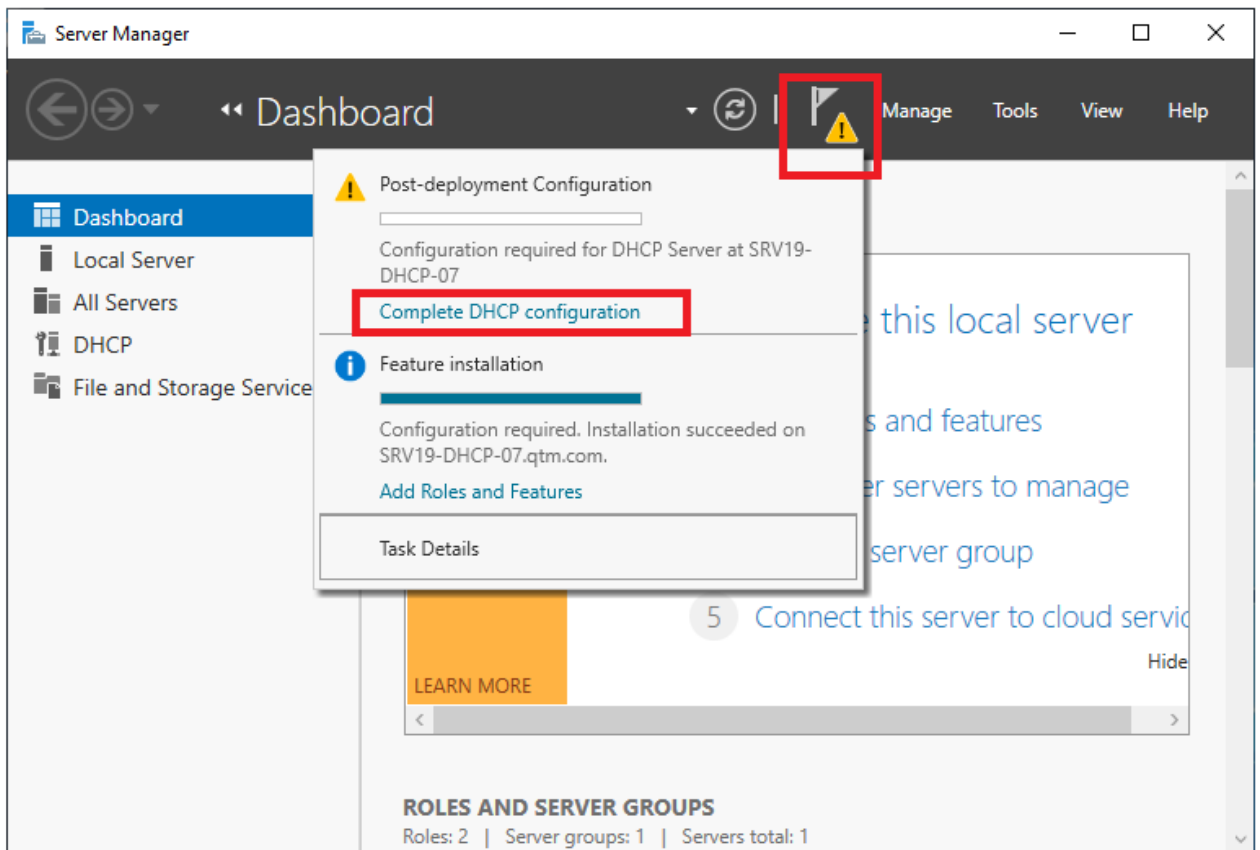 Server Manager
Dashboard
Manage Tools View Help
Dashboard
Local Server
All Servers
DHCP
File and Storage Service
Post-deployment Configuration
Configuration required for DHCP Server at SRV19-
DHCP-07
Complete DHCP configuration
Feature installation
Configuration required. Installation succeeded on
SRV19-DHCP-07.qtm.com.
Add Roles and Features
Task Details
this local server
and features
servers to manage
server group
5 Connect this server to cloud
Hide
LEARN MORE
ROLES AND SERVER GROUPS
Roles: 2 | Server groups: 1 | Servers total: 1